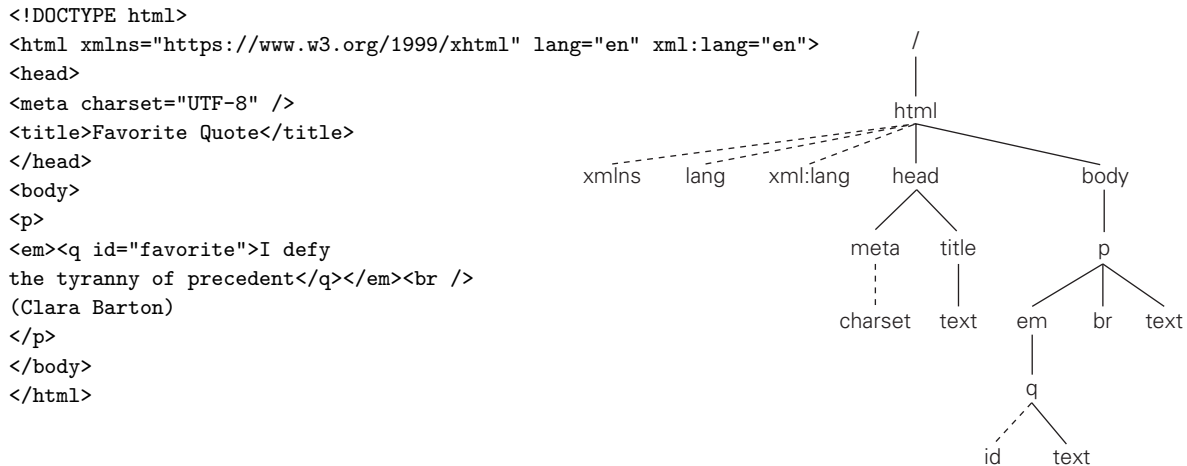 <!DOCTYPE html>
<html xmlns="https://www.w3.org/1999/xhtml" lang="en" xml:lang="en">
<head>
<meta charset="UTF-8" />
<title>Favorite Quote</title>
</head>
<body>
<p>
<em><q id="favorite">I defy
the tyranny of precedent</q></em><br />
(Clara Barton)
</p>
</body>
</html>
/
html
xmlns lang xml:lang head body
meta title p
charset text em br text
q
id text